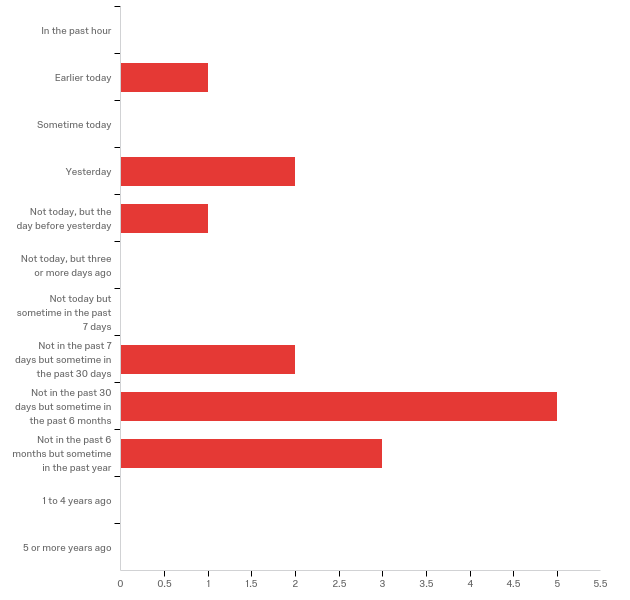 In the past hour
Earlier today
Sometime today
Yesterday
Not today, but the
day before yesterday
Not today, but three
or more days ago
Not today but
sometime in the past
7 days
Not in the past 7
days but sometime in
the past 30 days
Not in the past 30
days but sometime in
the past 6 months
Not in the past 6
months but sometime
in the past year
1 to 4 years ago
5 or more years ago
0 0.5 1 1.5 2 2.5 3 3.5 4 4.5 5 5.5